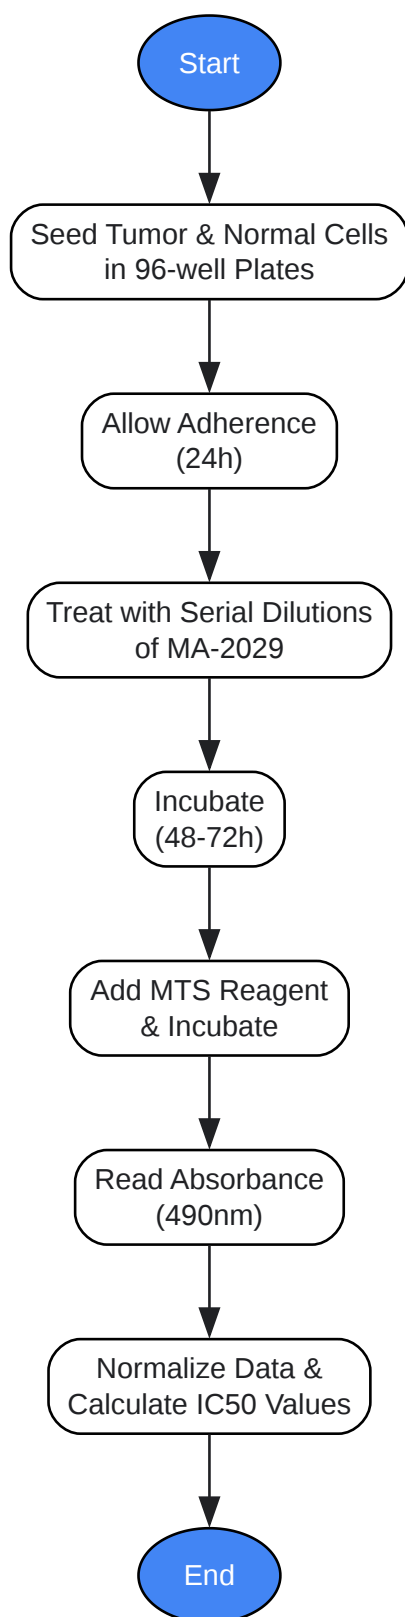 Start
Seed Tumor & Normal Cells
in 96-well Plates
Allow Adherence
(24h)
Treat with Serial Dilutions
of MA-2029
Incubate
(48-72h)
Add MTS Reagent
& Incubate
Read Absorbance
(490nm)
Normalize Data &
Calculate IC50 Values
End